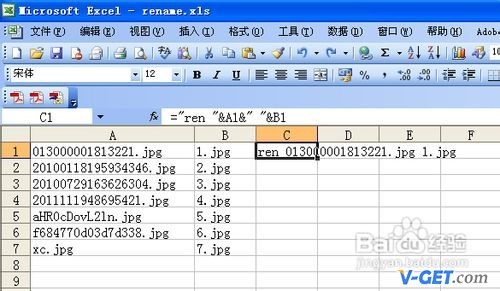 Microsoft Excel - rename.xls
文件(F) 编辑(E) 视图(V) 插入(I) 格式(O) 工具(T) 数据(D) 窗口(W) 帮助(H) Adobe
宋体 12 B I U
C1 fx ="ren "&A1&" "&B1
A B C D E F
1 013000001813221.jpg 1.jpg ren 013000001813221.jpg 1.jpg
2 20100118195934346.jpg 2.jpg
3 20100729163626304.jpg 3.jpg
4 2011111948695421.jpg 4.jpg
5 aHR0cDovL2ln.jpg 5.jpg
6 f684770d03d7d338.jpg 6.jpg
7 xc.jpg 7.jpg
8
9
Baidu 经验
jingyan.baidu.com
V-GET.com